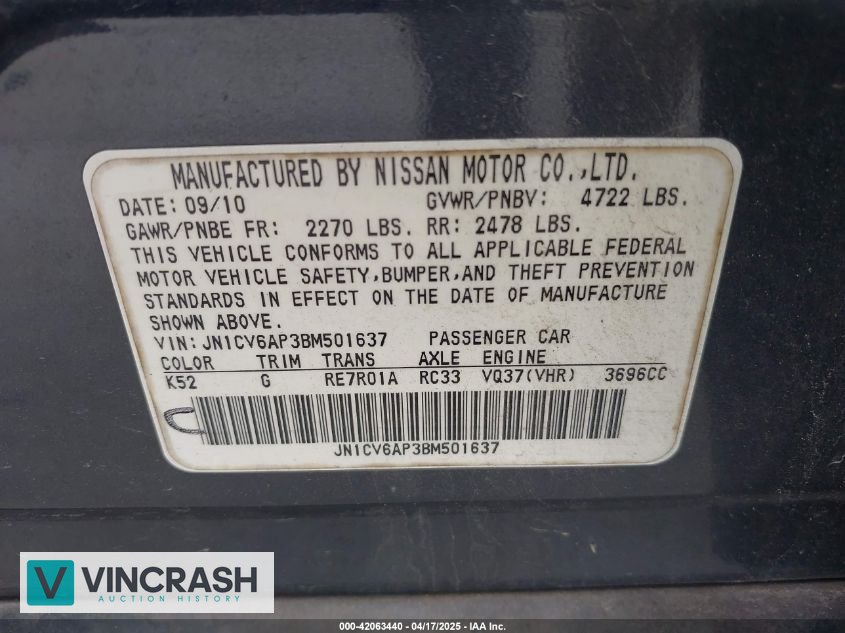 MANUFACTURED BY NISSAN MOTOR CO.,LTD.
DATE: 09/10 GVWR/PNBV: 4722 LBS.
GAWR/PNBE FR: 2270 LBS. RR: 2478 LBS.
THIS VEHICLE CONFORMS TO ALL APPLICABLE FEDERAL
MOTOR VEHICLE SAFETY,BUMPER,AND THEFT PREVENTION
STANDARDS IN EFFECT ON THE DATE OF MANUFACTURE
SHOWN ABOVE.
VIN:JN1CV6AP3BM501637 PASSENGER CAR
COLOR TRIM TRANS AXLE ENGINE
K52 G RE7R01A RC33 VQ37(VHR) 3696CC
JN1CV6AP3BM501637
V VINCRASH
AUCTION HISTORY
000-42063440 - 04/17/2025 - IAA Inc.